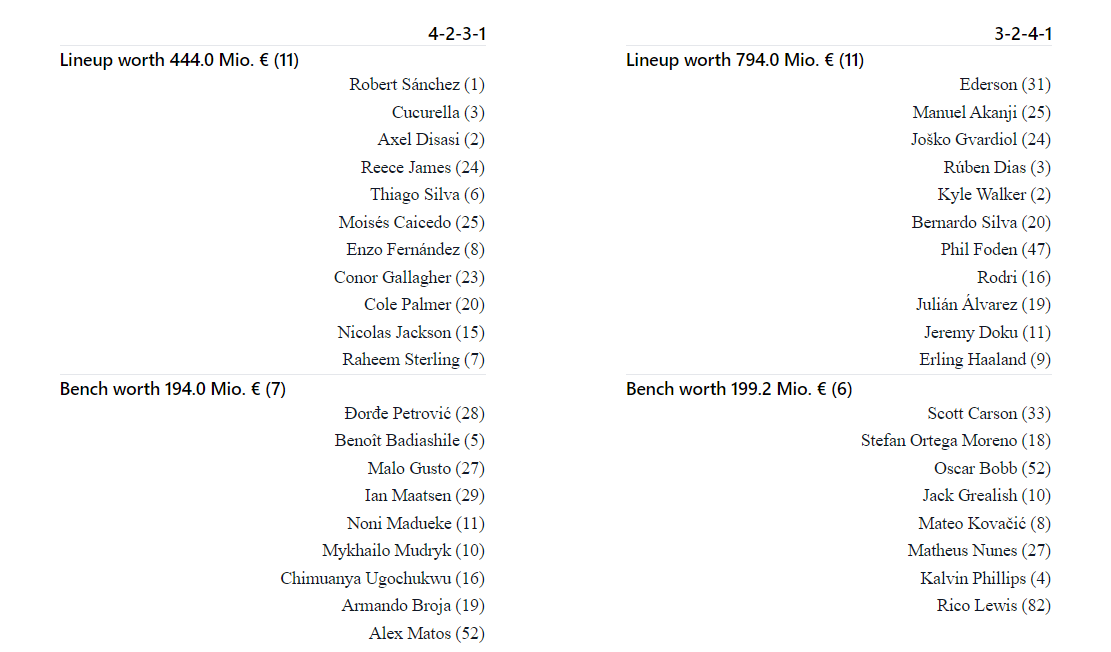 4-2-3-1
Lineup worth 444.0 Mio. € (11)
Robert Sánchez (1)
Cucurella (3)
Axel Disasi (2)
Reece James (24)
Thiago Silva (6)
Moisés Caicedo (25)
Enzo Fernández (8)
Conor Gallagher (23)
Cole Palmer (20)
Nicolas Jackson (15)
Raheem Sterling (7)
Bench worth 194.0 Mio. € (7)
Đorđe Petrović (28)
Benoît Badiashile (5)
Malo Gusto (27)
Ian Maatsen (29)
Noni Madueke (11)
Mykhailo Mudryk (10)
Chimuanya Ugochukwu (16)
Armando Broja (19)
Alex Matos (52)
3-2-4-1
Lineup worth 794.0 Mio. € (11)
Ederson (31)
Manuel Akanji (25)
Joško Gvardiol (24)
Rúben Dias (3)
Kyle Walker (2)
Bernardo Silva (20)
Phil Foden (47)
Rodri (16)
Julián Álvarez (19)
Jeremy Doku (11)
Erling Haaland (9)
Bench worth 199.2 Mio. € (6)
Scott Carson (33)
Stefan Ortega Moreno (18)
Oscar Bobb (52)
Jack Grealish (10)
Mateo Kovačić (8)
Matheus Nunes (27)
Kalvin Phillips (4)
Rico Lewis (82)